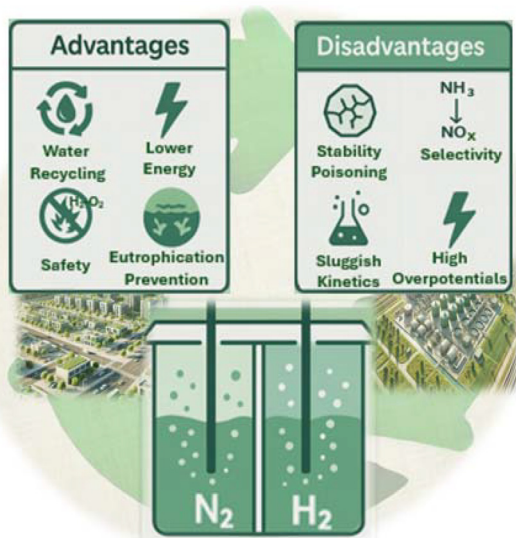 Advantages
Water
Recycling
Lower
Energy
Safety
Eutrophication
Prevention
Disadvantages
Stability
Poisoning
NH₃
↓
NOₓ
Selectivity
Sluggish
Kinetics
High
Overpotentials
N₂
H₂